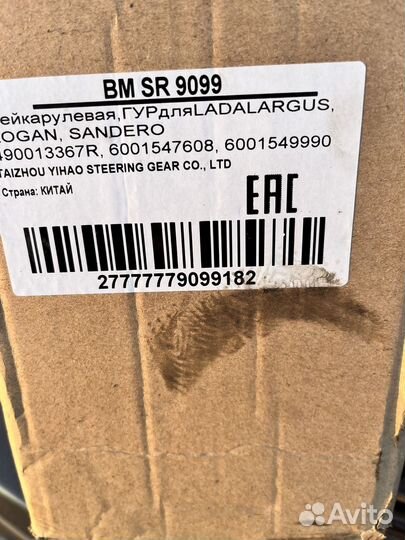 BM SR 9099
ейкарулевая,ГУРдляLADALARGUS,
OGAN, SANDERO
490013367R, 6001547608, 6001549990
TAIZHOU YIHAO STEERING GEAR CO., LTD
Страна: КИТАЙ
EAC
27777779099182
Avito